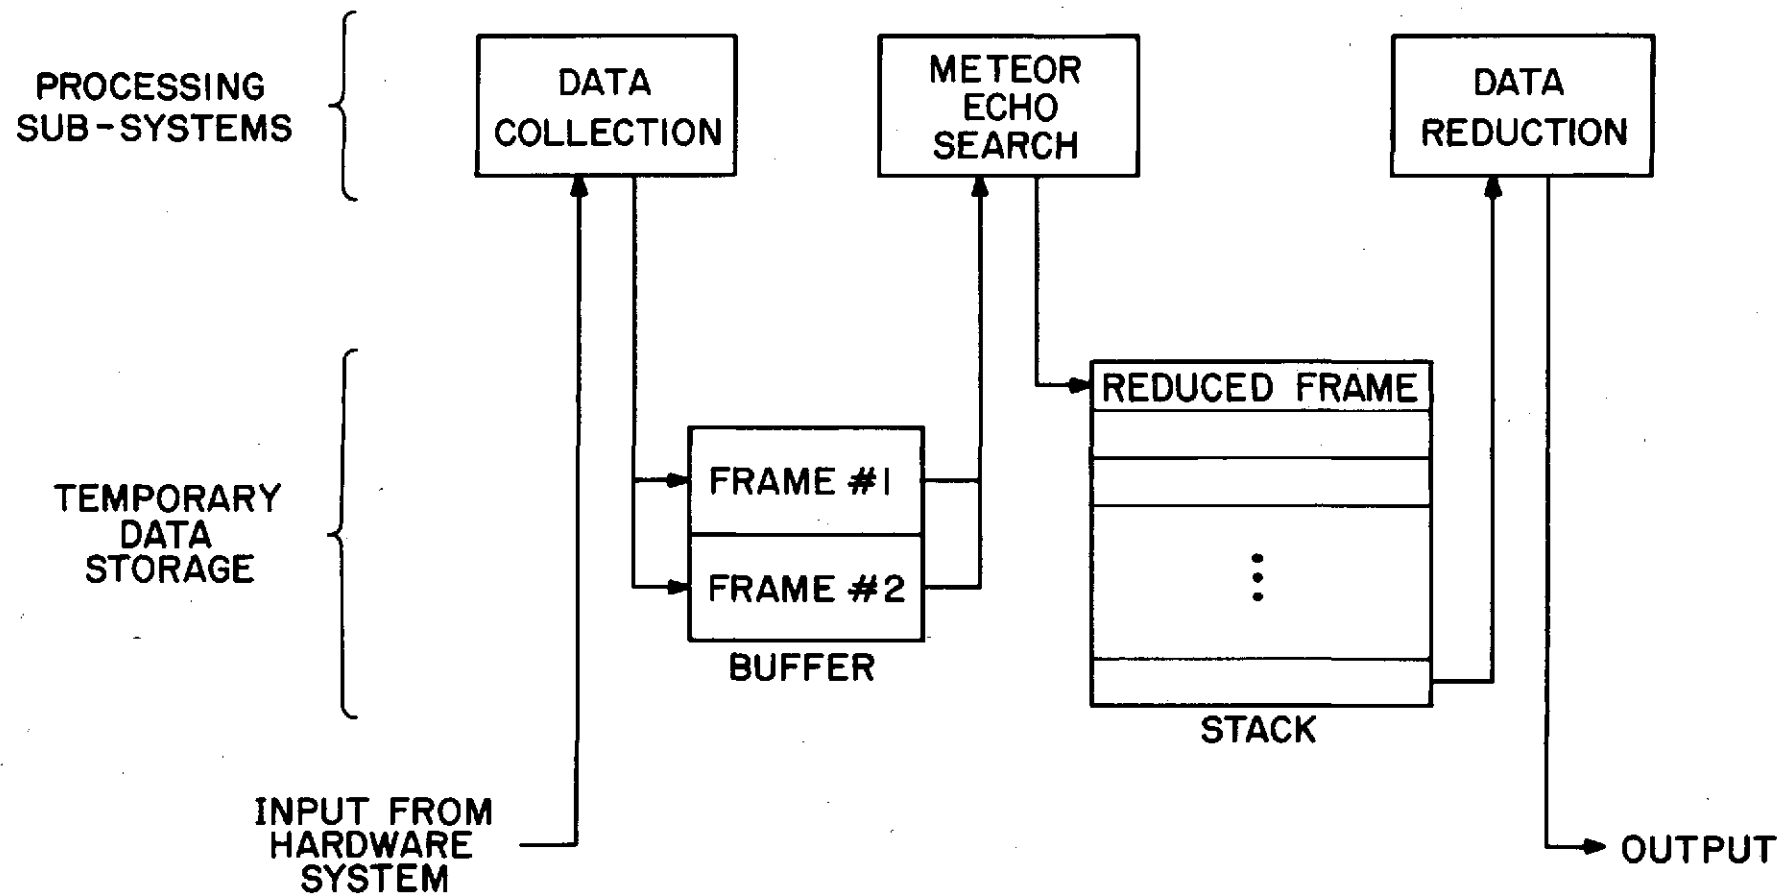 PROCESSING
SUB-SYSTEMS
DATA
COLLECTION
METEOR
ECHO
SEARCH
DATA
REDUCTION
TEMPORARY
DATA
STORAGE
FRAME #1
FRAME #2
BUFFER
REDUCED FRAME
STACK
INPUT FROM
HARDWARE
SYSTEM
OUTPUT